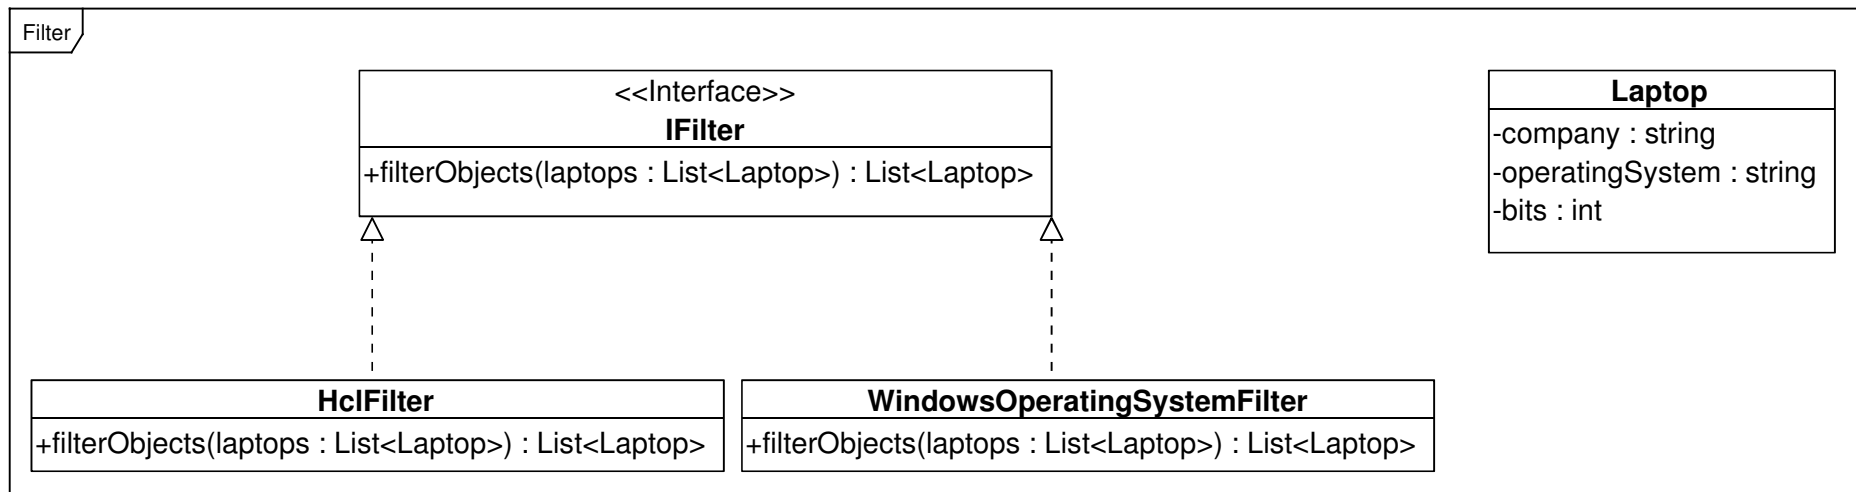 Filter
<<Interface>>
IFilter
+filterObjects(laptops : List<Laptop>) : List<Laptop>
Laptop
-company : string
-operatingSystem : string
-bits : int
HclFilter
+filterObjects(laptops : List<Laptop>) : List<Laptop>
WindowsOperatingSystemFilter
+filterObjects(laptops : List<Laptop>) : List<Laptop>